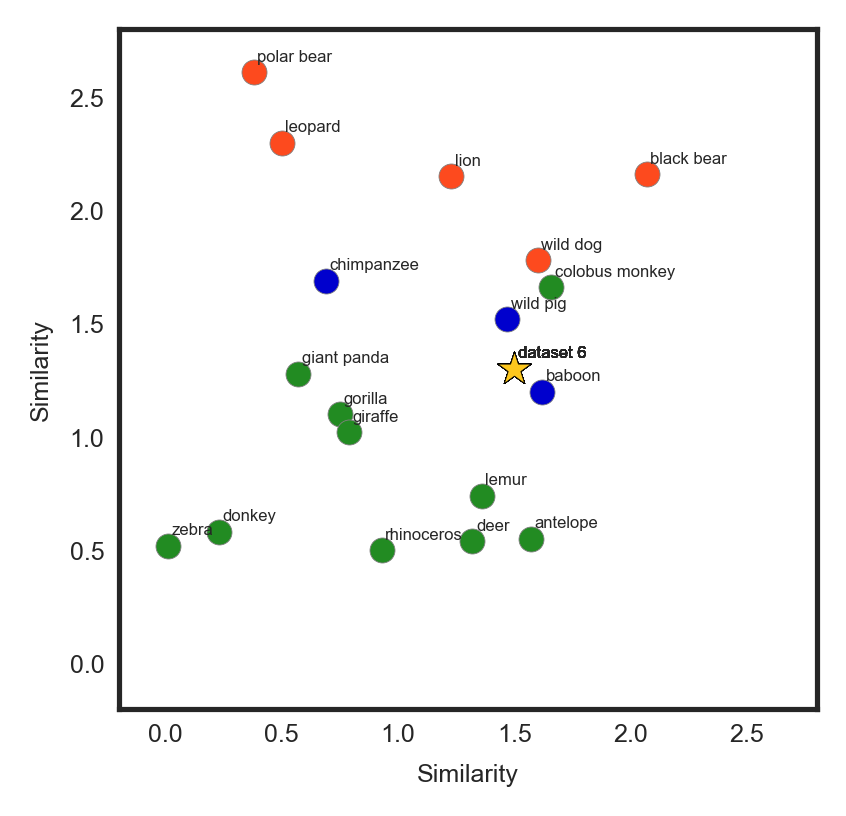 polar bear
2.5
leopard
lion
black bear
2.0
wild dog
chimpanzee
colobus monkey
wild pig
1.5
dataset 6
giant panda
baboon
gorilla
giraffe
1.0
lemur
donkey
zebra
rhinoceros
deer
antelope
0.5
0.0
Similarity
0.0 0.5 1.0 1.5 2.0 2.5
Similarity